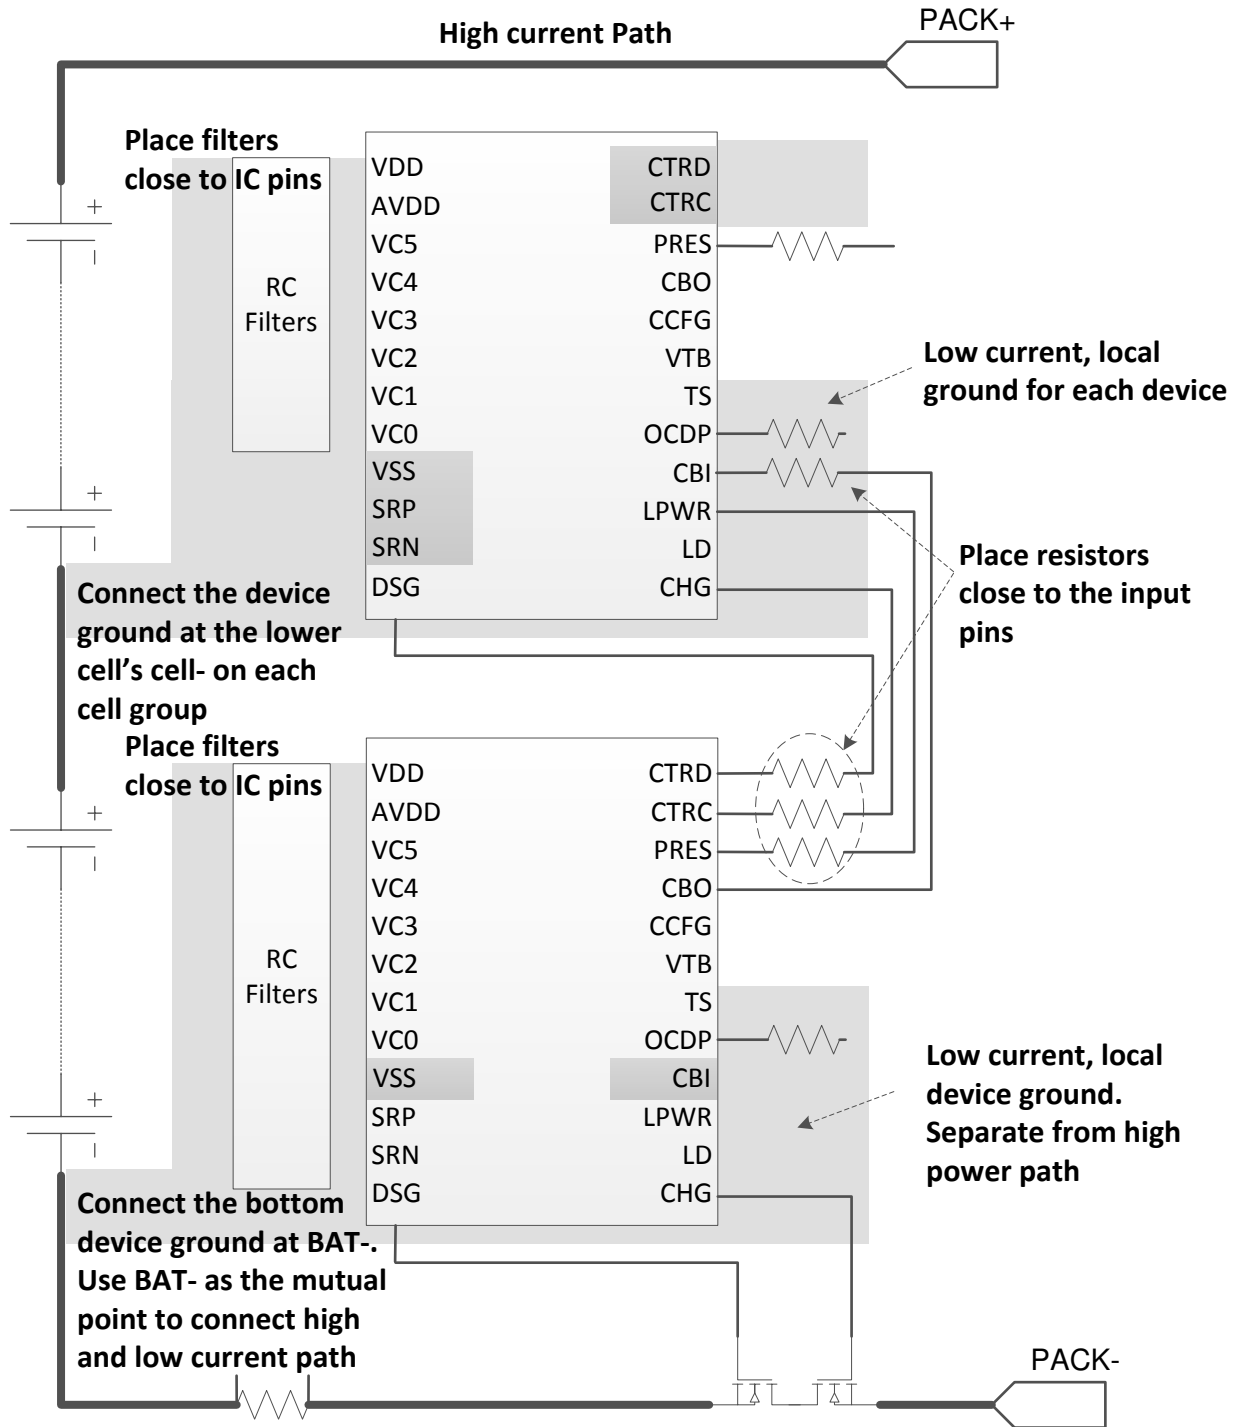 PACK+
High current Path
Place filters
close to IC pins
RC
Filters
VDD
AVDD
VC5
VC4
VC3
VC2
VC1
VC0
VSS
SRP
SRN
DSG
CTRD
CTRC
PRES
CBO
CCFG
VTB
TS
OCDP
CBI
LPWR
LD
CHG
+
+
Low current, local
ground for each device
Place resistors
close to the input
pins
Connect the device
ground at the lower
cell’s cell- on each
cell group
Place filters
close to IC pins
RC
Filters
VDD
AVDD
VC5
VC4
VC3
VC2
VC1
VC0
VSS
SRP
SRN
DSG
CTRD
CTRC
PRES
CBO
CCFG
VTB
TS
OCDP
CBI
LPWR
LD
CHG
+
+
Low current, local
device ground.
Separate from high
power path
Connect the bottom
device ground at BAT-.
Use BAT- as the mutual
point to connect high
and low current path
PACK-